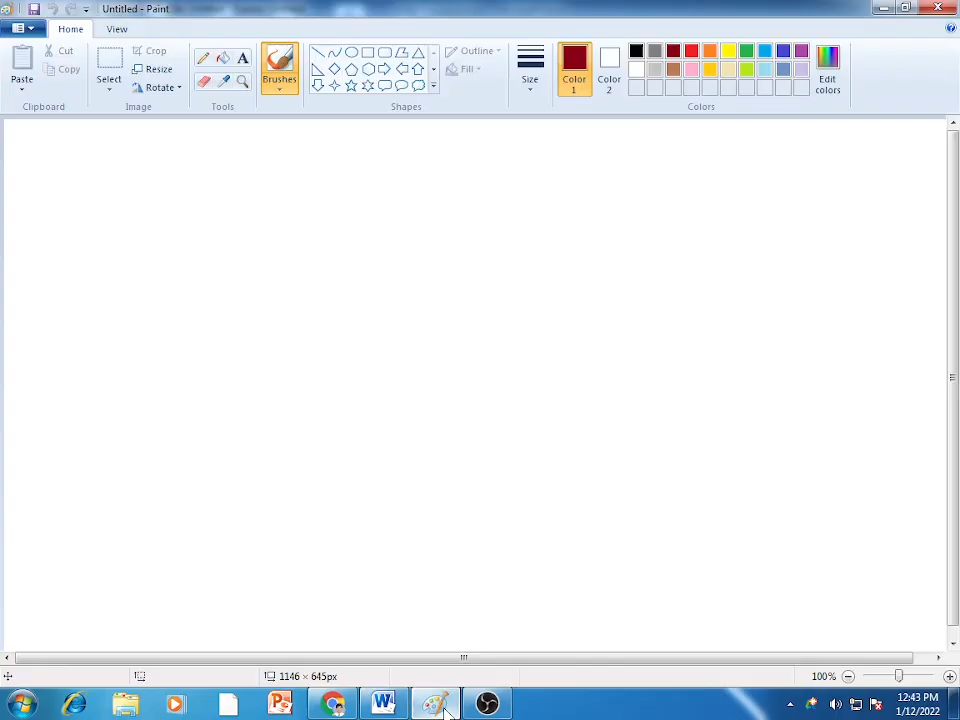 Untitled - Paint
Home View
Paste
Cut
Copy
Clipboard
Select
Crop
Resize
Rotate
Image
A
Tools
Brushes
Shapes
Outline
Fill
Size
Color 1
Color 2
Colors
Edit colors
1146 × 645px
100%
12:43 PM
1/12/2022